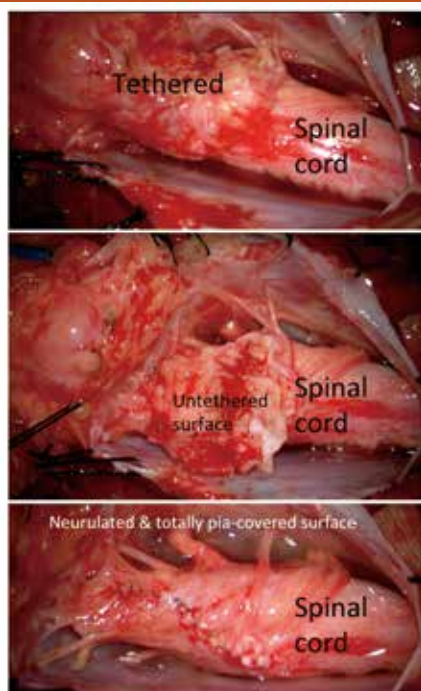 Tethered
Spinal
cord
Untethered
surface
Spinal
cord
Neurulated & totally pia-covered surface
Spinal
cord